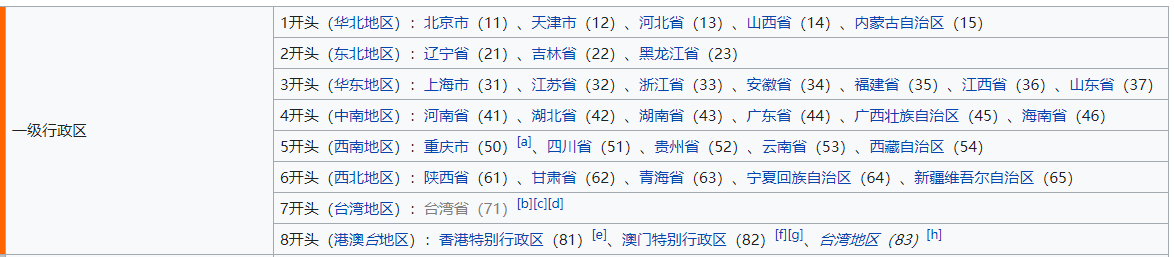 一级行政区
1开头（华北地区）：北京市（11）、天津市（12）、河北省（13）、山西省（14）、内蒙古自治区（15）
2开头（东北地区）：辽宁省（21）、吉林省（22）、黑龙江省（23）
3开头（华东地区）：上海市（31）、江苏省（32）、浙江省（33）、安徽省（34）、福建省（35）、江西省（36）、山东省（37）
4开头（中南地区）：河南省（41）、湖北省（42）、湖南省（43）、广东省（44）、广西壮族自治区（45）、海南省（46）
5开头（西南地区）：重庆市（50）[a]、四川省（51）、贵州省（52）、云南省（53）、西藏自治区（54）
6开头（西北地区）：陕西省（61）、甘肃省（62）、青海省（63）、宁夏回族自治区（64）、新疆维吾尔自治区（65）
7开头（台湾地区）：台湾省（71）[b][c][d]
8开头（港澳台地区）：香港特别行政区（81）[e]、澳门特别行政区（82）[f][g]、台湾地区（83）[h]